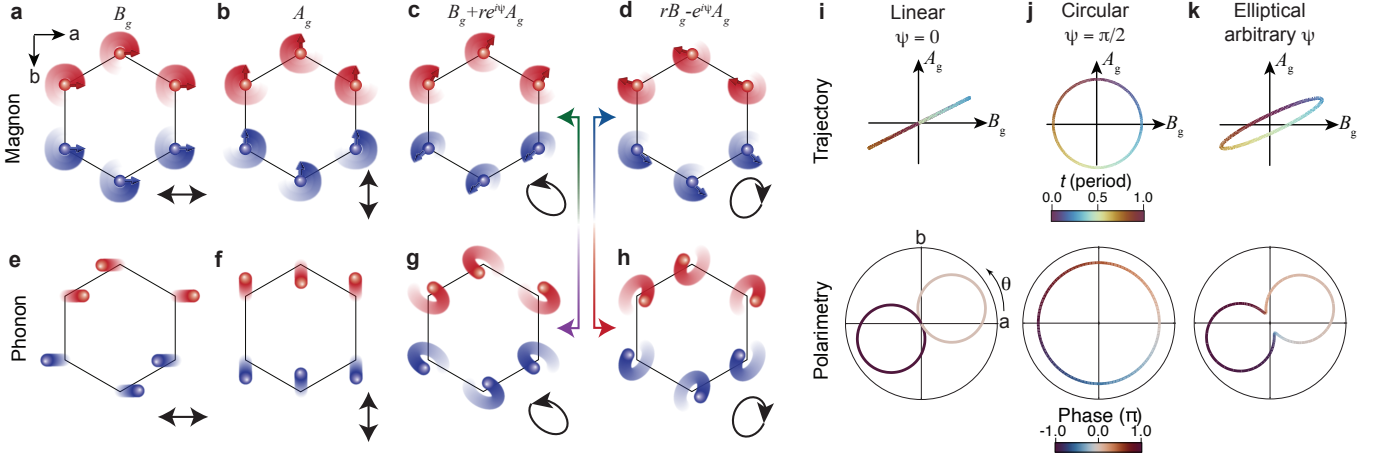 a
B_g
b
A_g
c
B_g+re^{iψ}A_g
d
rB_g-e^{iψ}A_g
a
b
Magnon
e
f
g
h
Phonon
i
Linear
ψ = 0
j
Circular
ψ = π/2
k
Elliptical
arbitrary ψ
Trajectory
A_g
B_g
A_g
B_g
A_g
B_g
t (period)
0.0
0.5
1.0
Polarimetry
b
θ
a
Phase (π)
-1.0
0.0
1.0